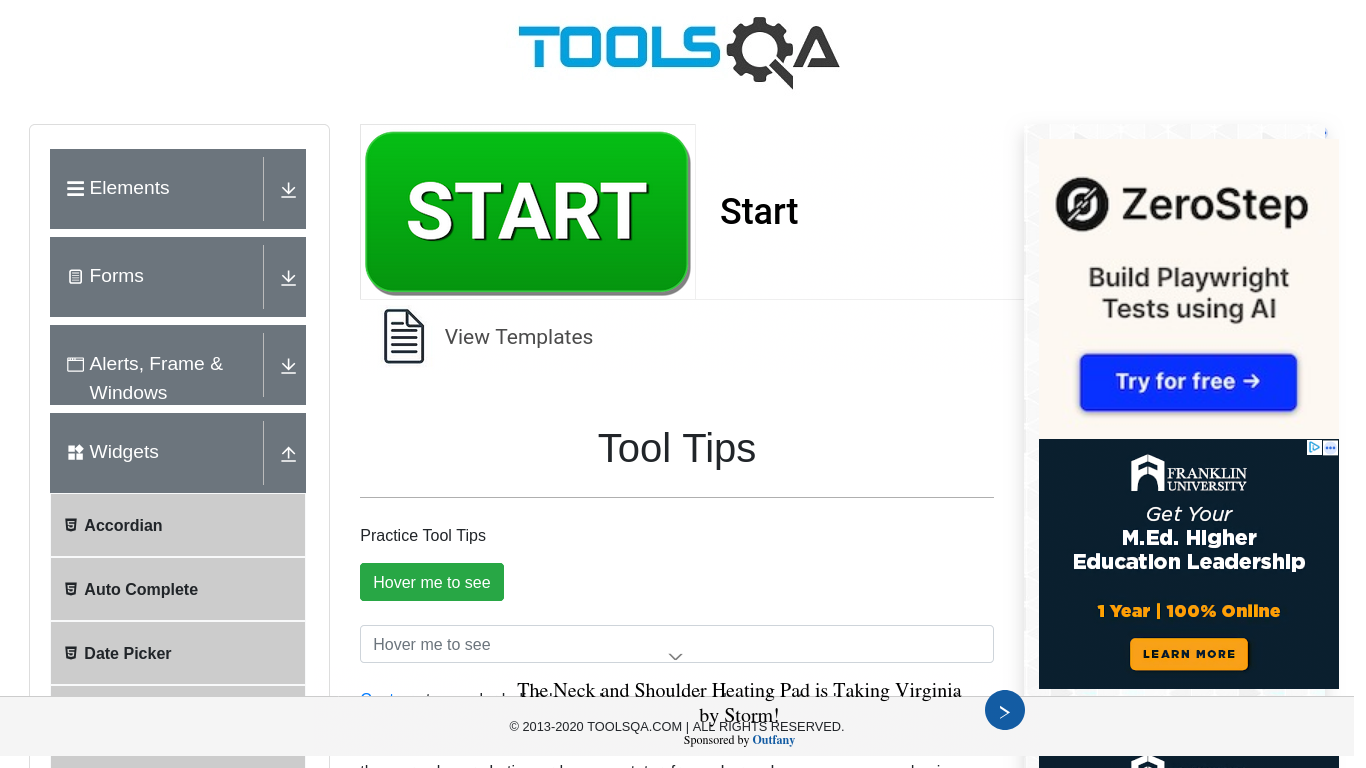 TOOLSQA
Elements
Forms
Alerts, Frame &
Windows
Widgets
Accordian
Auto Complete
Date Picker
START
Start
View Templates
Tool Tips
Practice Tool Tips
Hover me to see
Hover me to see
ZeroStep
Build Playwright
Tests using AI
Try for free →
FRANKLIN
UNIVERSITY
Get Your
M.Ed. Higher
Education Leadership
1 Year | 100% Online
LEARN MORE
The Neck and Shoulder Heating Pad is Taking Virginia
by Storm!
© 2013-2020 TOOLSQA.COM | ALL RIGHTS RESERVED.
Sponsored by Outfany